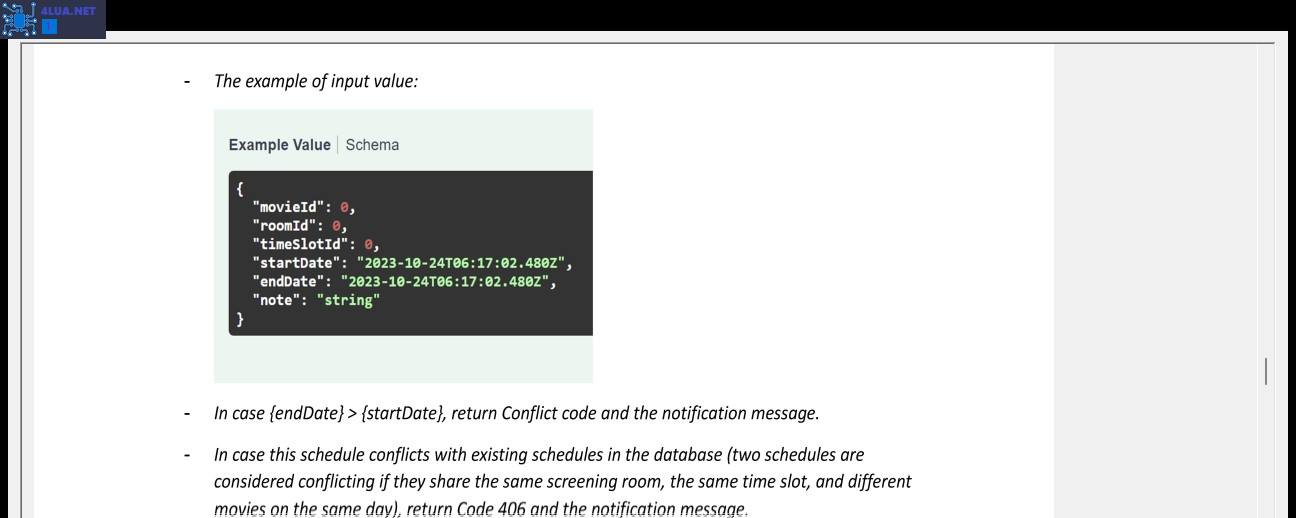 4LUA.NET
- The example of input value:
Example Value | Schema
{
"movieId": 0,
"roomId": 0,
"timeSlotId": 0,
"startDate": "2023-10-24T06:17:02.480Z",
"endDate": "2023-10-24T06:17:02.480Z",
"note": "string"
}
- In case {endDate} > {startDate}, return Conflict code and the notification message.
- In case this schedule conflicts with existing schedules in the database (two schedules are
considered conflicting if they share the same screening room, the same time slot, and different
movies on the same day), return Code 406 and the notification message.